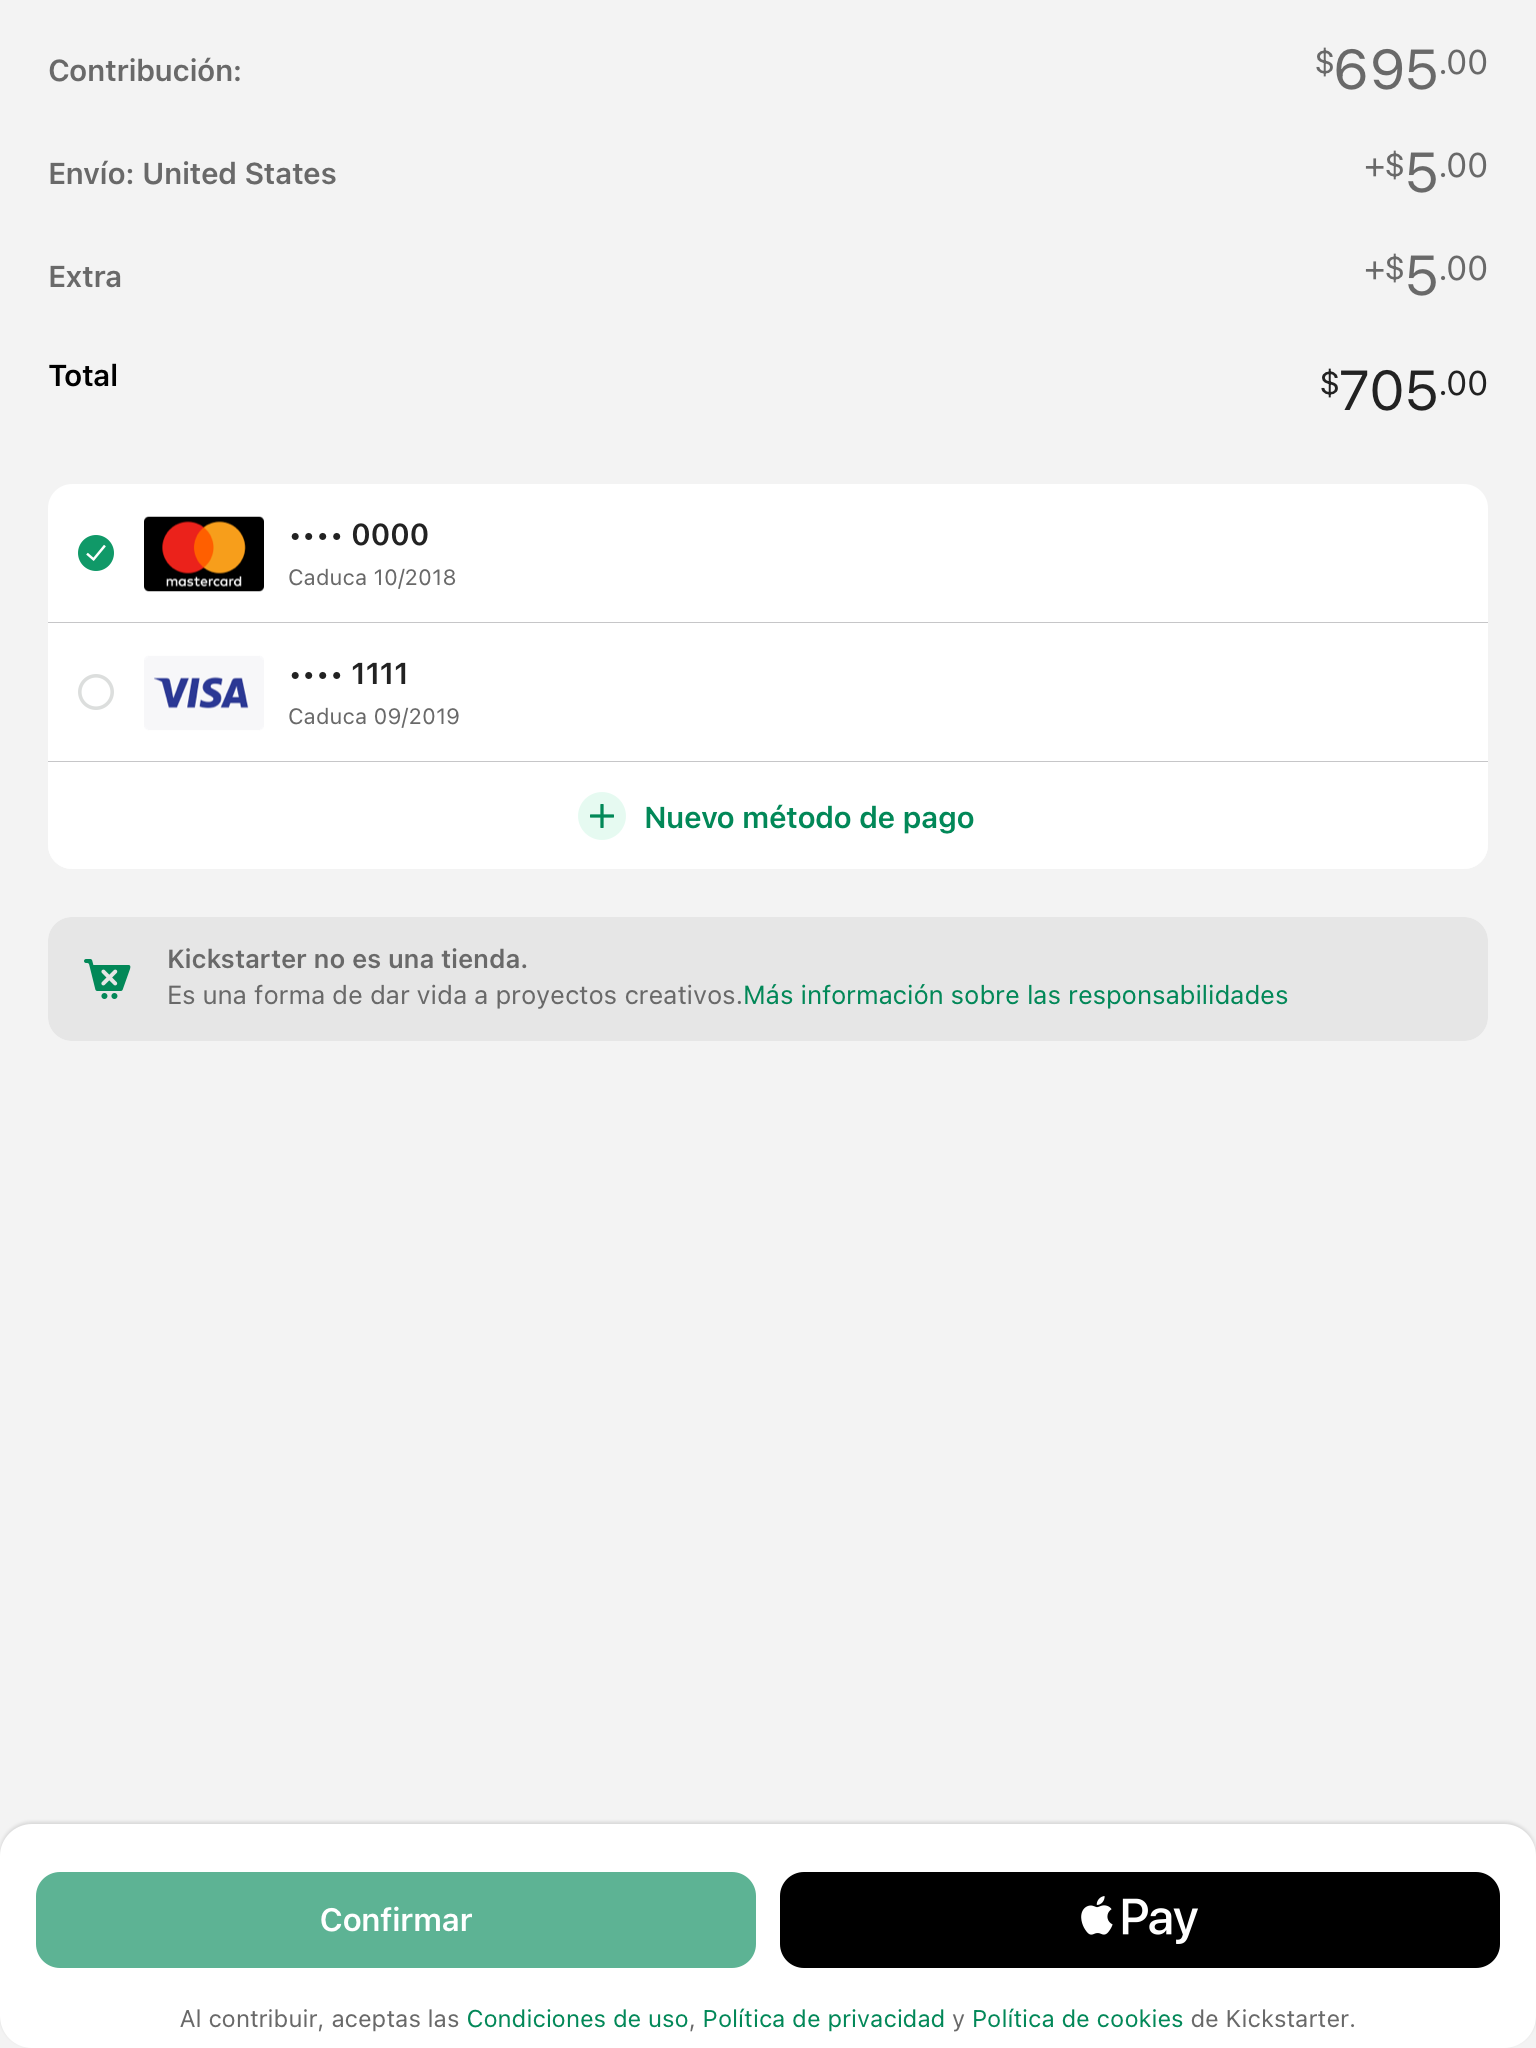 Contribución: $695.00
Envío: United States +$5.00
Extra +$5.00
Total $705.00
mastercard
•••• 0000
Caduca 10/2018
VISA
•••• 1111
Caduca 09/2019
+ Nuevo método de pago
Kickstarter no es una tienda.
Es una forma de dar vida a proyectos creativos.Más información sobre las responsabilidades
Confirmar
Pay
Al contribuir, aceptas las Condiciones de uso, Política de privacidad y Política de cookies de Kickstarter.